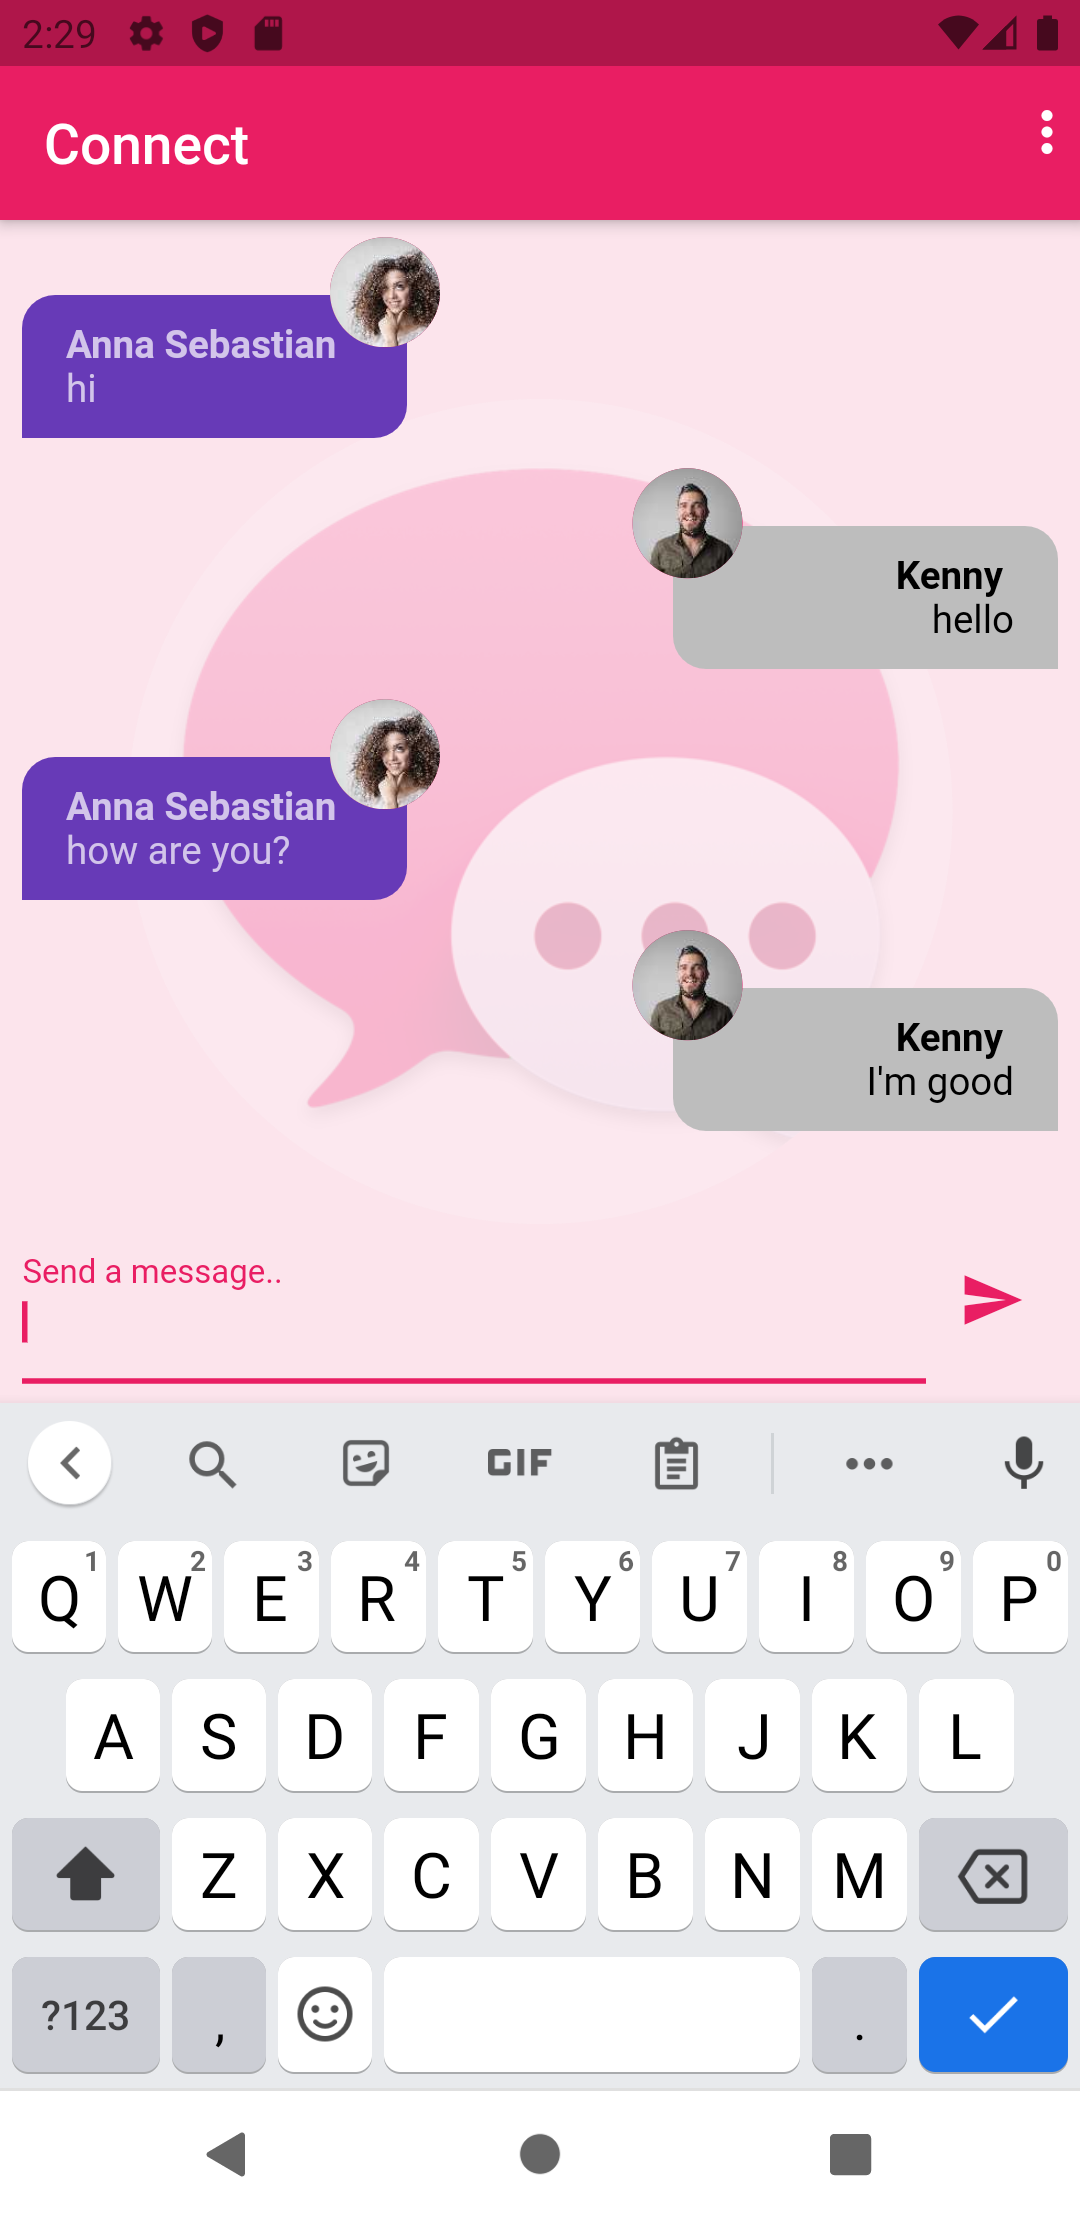 2:29
Connect
Anna Sebastian
hi
Kenny
hello
Anna Sebastian
how are you?
Kenny
I'm good
Send a message..
GIF
Q 1 W 2 E 3 R 4 T 5 Y 6 U 7 I 8 O 9 P 0
A S D F G H J K L
Z X C V B N M
?123 , .